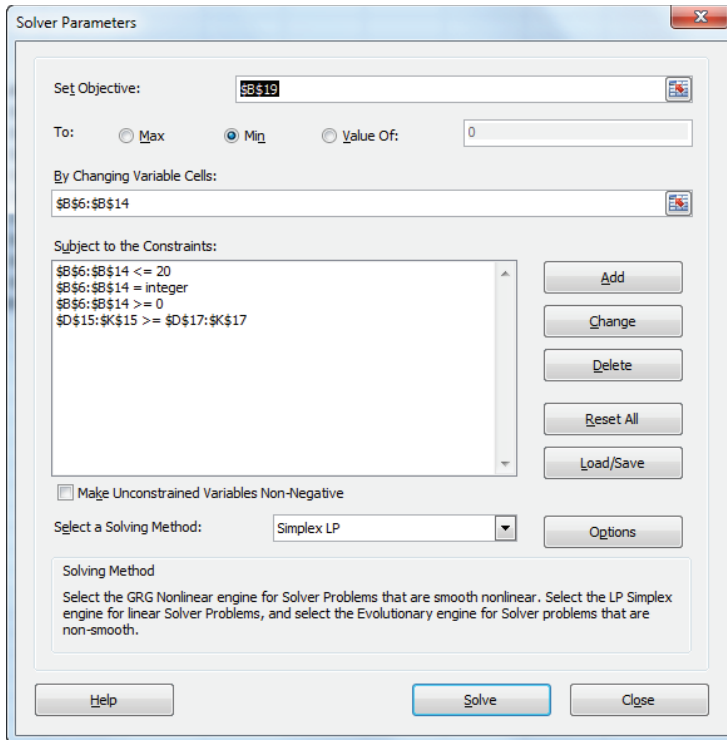 Solver Parameters
X
Set Objective:
$B$19
To:
Max
Min
Value Of:
0
By Changing Variable Cells:
$B$6:$B$14
Subject to the Constraints:
$B$6:$B$14 <= 20
$B$6:$B$14 = integer
$B$6:$B$14 >= 0
$D$15:$K$15 >= $D$17:$K$17
Add
Change
Delete
Reset All
Load/Save
Make Unconstrained Variables Non-Negative
Select a Solving Method:
Simplex LP
Options
Solving Method
Select the GRG Nonlinear engine for Solver Problems that are smooth nonlinear. Select the LP Simplex
engine for linear Solver Problems, and select the Evolutionary engine for Solver problems that are
non-smooth.
Help
Solve
Close